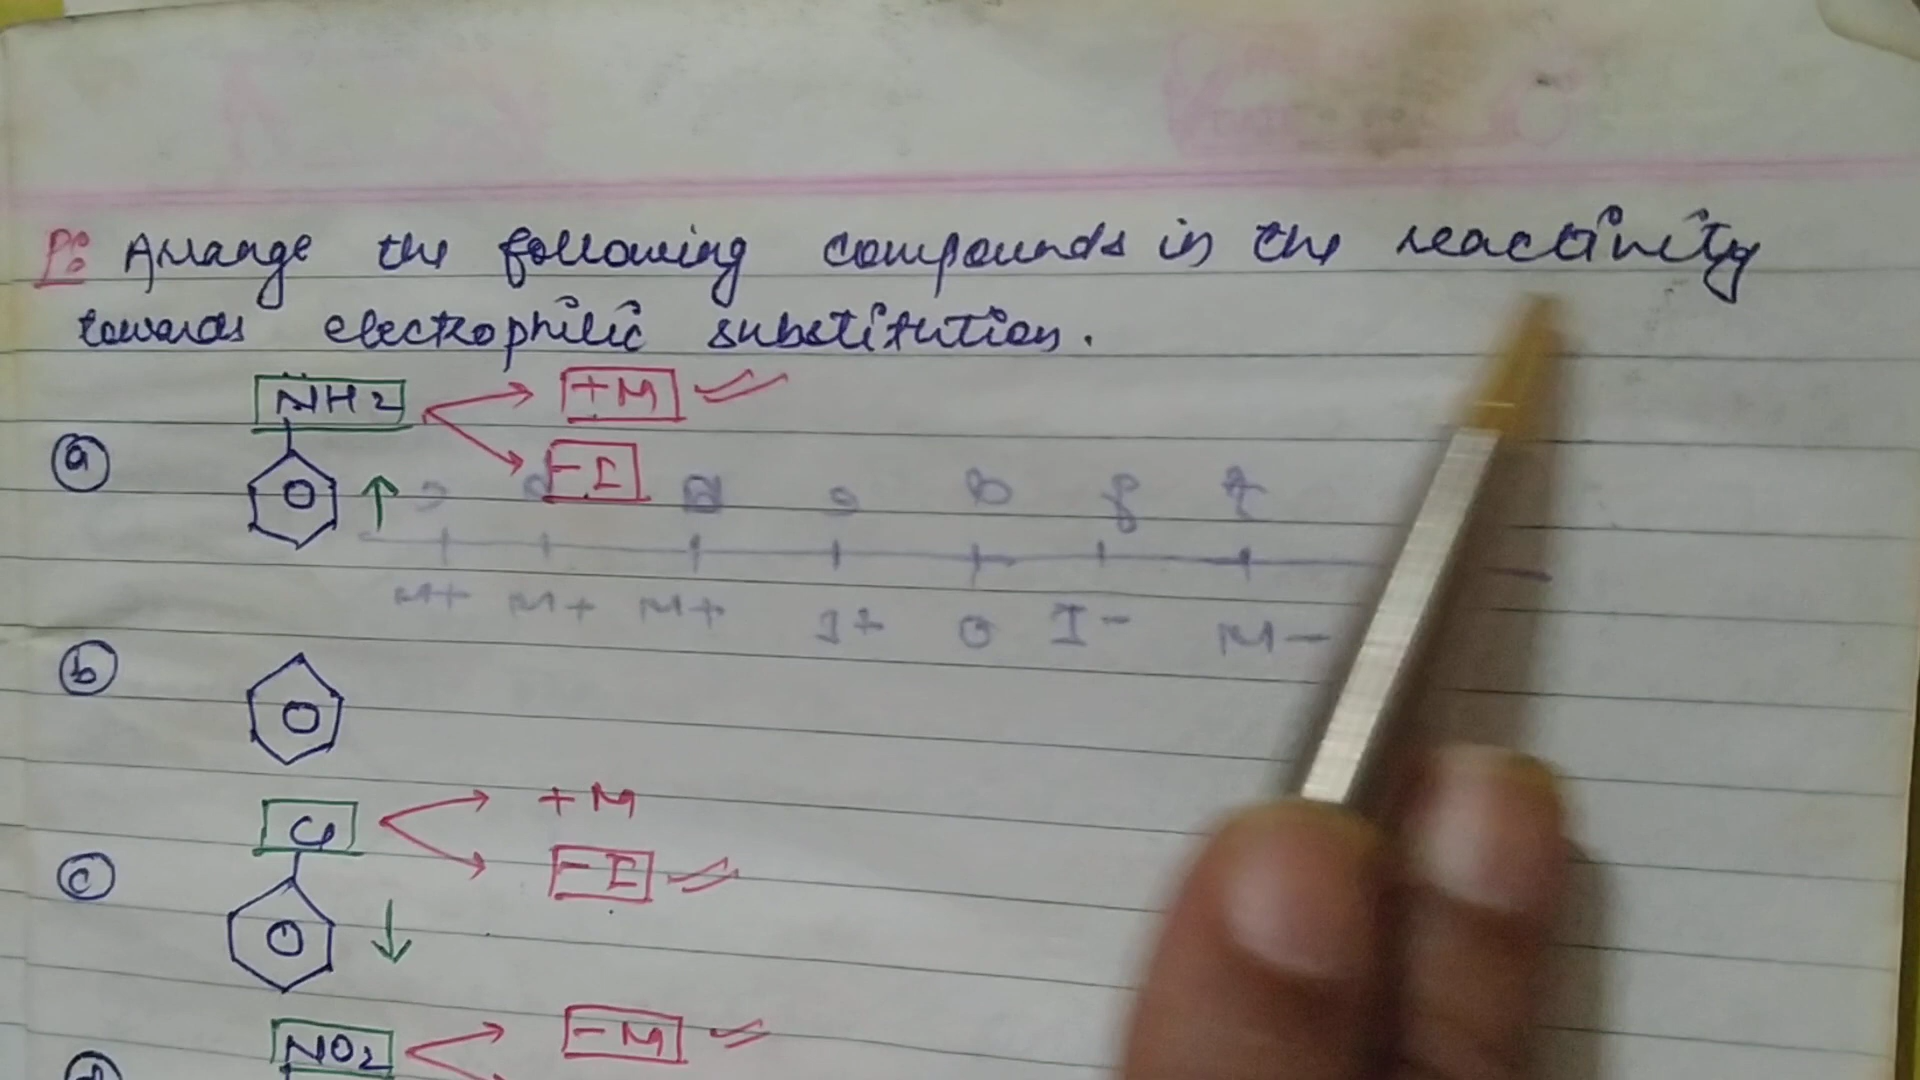 P: Arrange the following compounds in the reactivity
towards electrophilic substitution.
NH2 +M
-I
(a)
(b)
+M
Cl
-I
(c)
-M
NO2
(d)